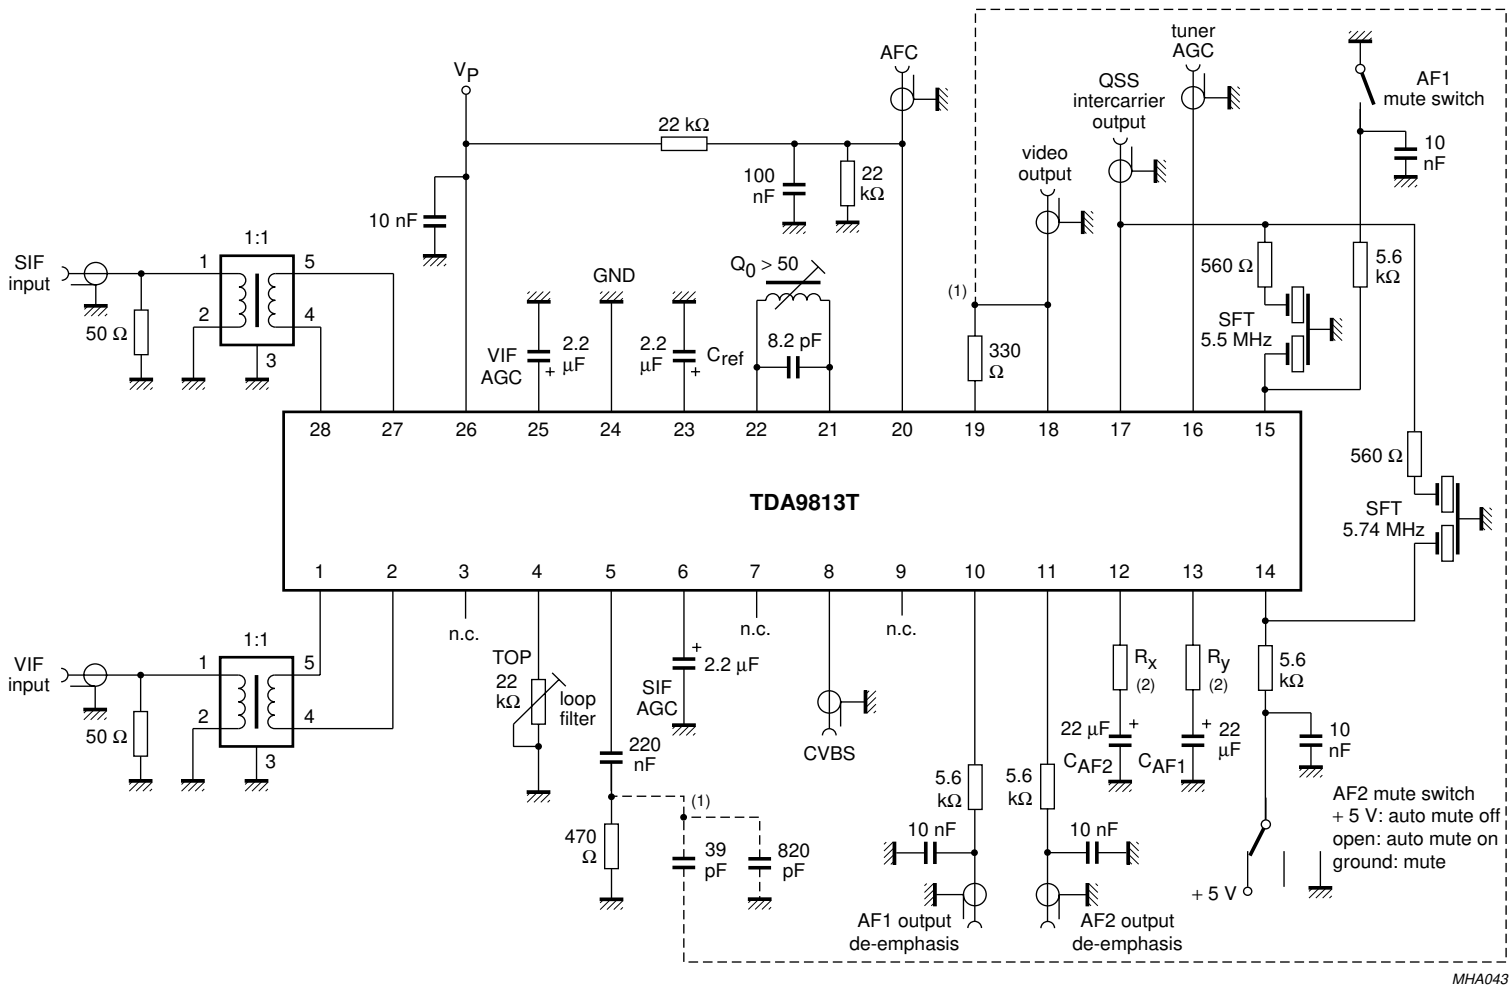 V_P
AFC
tuner
AGC
QSS
intercarrier
output
AF1
mute switch
22 kΩ
video
output
10
nF
100
nF
22
kΩ
10 nF
1:1
SIF
input
1
5
2
4
3
50 Ω
GND
Q0 > 50
560 Ω
5.6
kΩ
(1)
SFT
5.5 MHz
VIF
AGC
2.2
μF
+
2.2
μF
+
Cref
8.2 pF
330
Ω
28
27
26
25
24
23
22
21
20
19
18
17
16
15
560 Ω
TDA9813T
SFT
5.74 MHz
1
2
3
4
5
6
7
8
9
10
11
12
13
14
n.c.
n.c.
n.c.
1:1
VIF
input
1
5
2
4
3
50 Ω
TOP
22
kΩ
loop
filter
+
2.2 μF
SIF
AGC
CVBS
Rx
(2)
Ry
(2)
5.6
kΩ
22 μF
+
CAF2
+
22
μF
CAF1
10
nF
220
nF
5.6
kΩ
5.6
kΩ
(1)
470
Ω
39
pF
820
pF
10 nF
10 nF
AF2 mute switch
+ 5 V: auto mute off
open: auto mute on
ground: mute
+ 5 V
AF1 output
de-emphasis
AF2 output
de-emphasis
MHA043